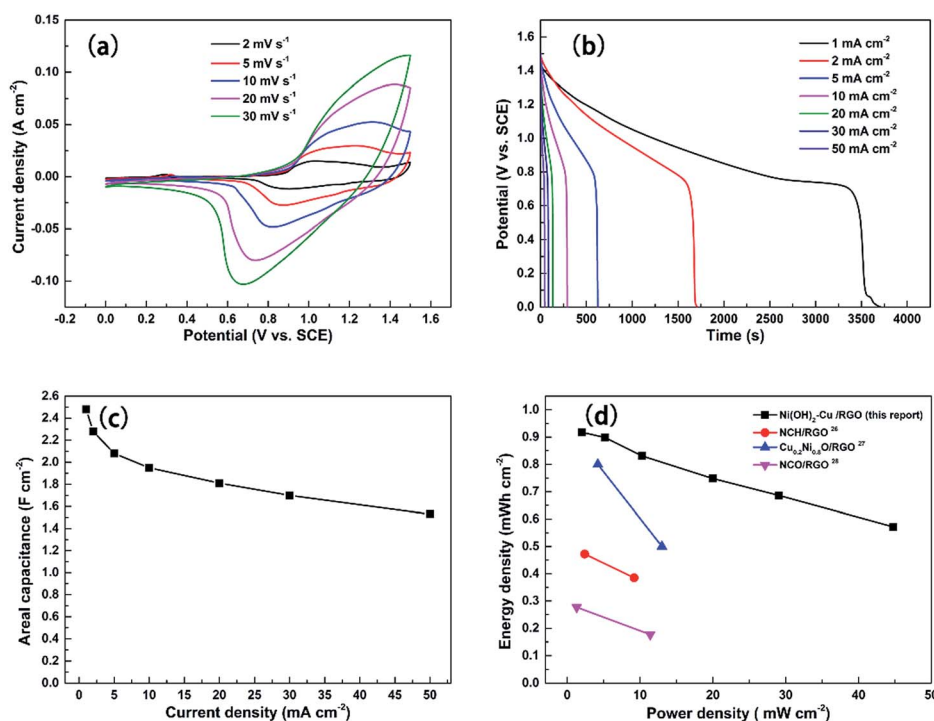 (a)
2 mV s⁻¹
5 mV s⁻¹
10 mV s⁻¹
20 mV s⁻¹
30 mV s⁻¹
0.15
0.10
0.05
0.00
-0.05
-0.10
Current density (A cm⁻²)
-0.2 0.0 0.2 0.4 0.6 0.8 1.0 1.2 1.4 1.6
Potential (V vs. SCE)
(b)
1 mA cm⁻²
2 mA cm⁻²
5 mA cm⁻²
10 mA cm⁻²
20 mA cm⁻²
30 mA cm⁻²
50 mA cm⁻²
1.6
1.4
1.2
1.0
0.8
0.6
0.4
0.2
0.0
Potential (V vs. SCE)
0 500 1000 1500 2000 2500 3000 3500 4000
Time (s)
(c)
2.6
2.4
2.2
2.0
1.8
1.6
1.4
1.2
1.0
0.8
0.6
0.4
0.2
0.0
Areal capacitance (F cm⁻²)
0 5 10 15 20 25 30 35 40 45 50
Current density (mA cm⁻²)
(d)
Ni(OH)₂-Cu /RGO (this report)
NCH/RGO ²⁶
Cu₀.₂Ni₀.₈O/RGO ²⁷
NCO/RGO ²⁸
1.0
0.9
0.8
0.7
0.6
0.5
0.4
0.3
0.2
0.1
0.0
Energy density (mWh cm⁻²)
0 10 20 30 40 50
Power density ( mW cm⁻²)